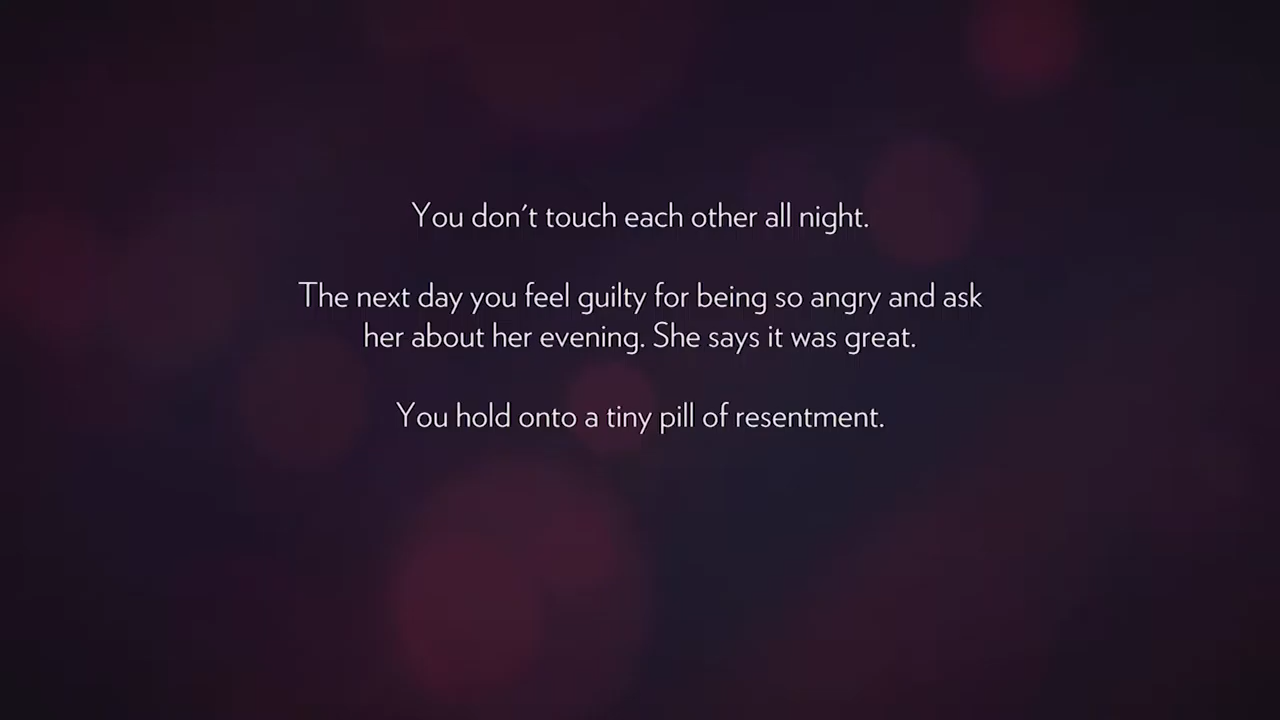 You don't touch each other all night.
The next day you feel guilty for being so angry and ask
her about her evening. She says it was great.
You hold onto a tiny pill of resentment.